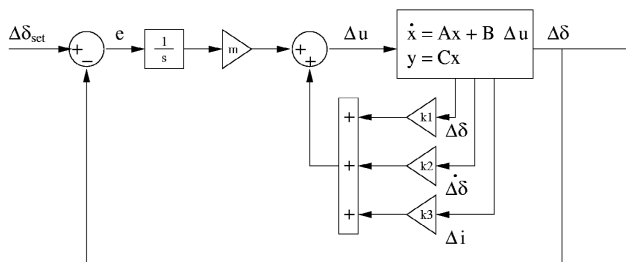 Δδset
+
−
e
1
s
m
+
+
Δu
ẋ = Ax + B Δu
y = Cx
Δδ
+
k1
Δδ
+
k2
Δδ̇
+
k3
Δi